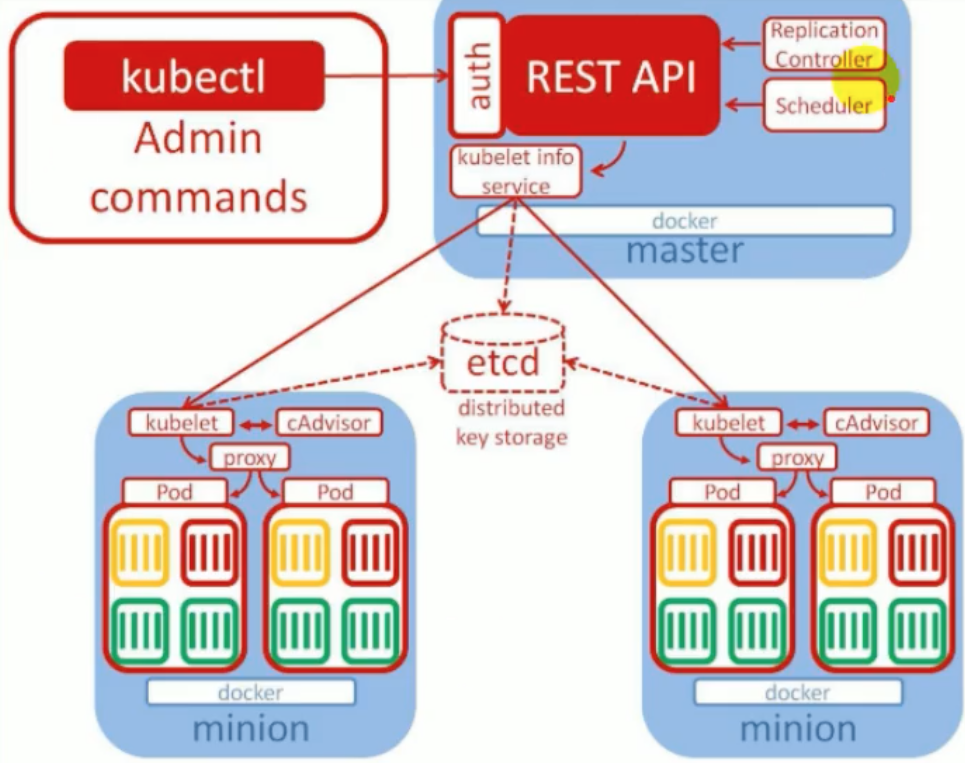 kubectl
Admin
commands
auth
REST API
Replication
Controller
Scheduler
kubelet info
service
docker
master
etcd
distributed
key storage
kubelet
cAdvisor
proxy
Pod
Pod
docker
minion
kubelet
cAdvisor
proxy
Pod
Pod
docker
minion